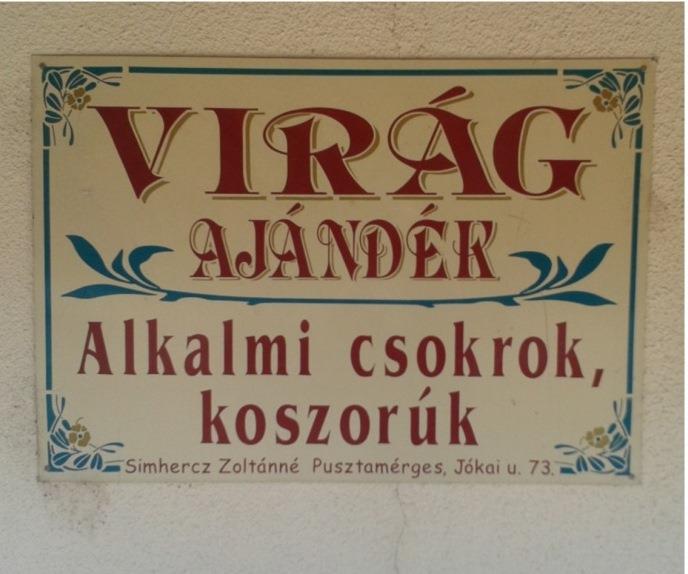 VIRÁG
AJÁNDÉK
Alkalmi csokrok,
koszorúk
Simhercz Zoltánné Pusztamérges, Jókai u. 73.